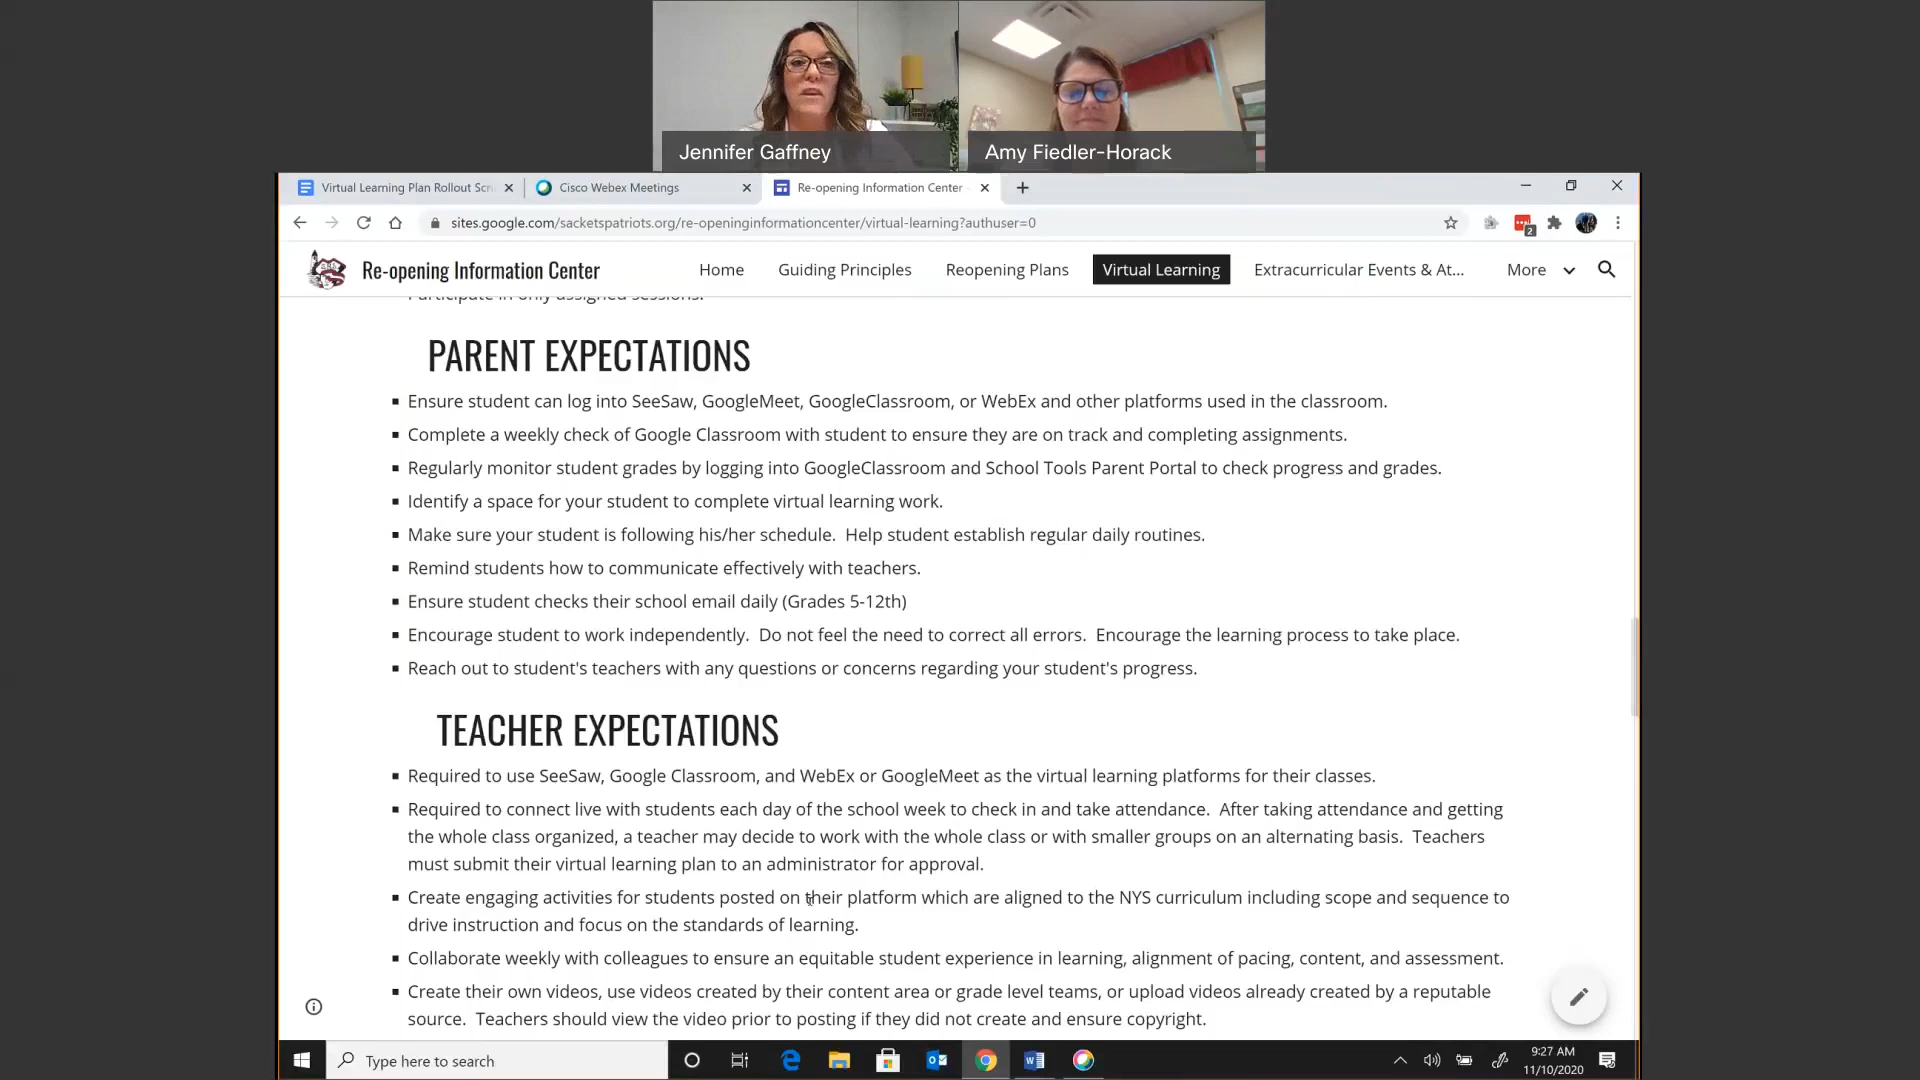 Jennifer Gaffney
Amy Fiedler-Horack
Virtual Learning Plan Rollout Scri
Cisco Webex Meetings
Re-opening Information Center
sites.google.com/sacketspatriots.org/re-openinginformationcenter/virtual-learning?authuser=0
2
Re-opening Information Center
Home
Guiding Principles
Reopening Plans
Virtual Learning
Extracurricular Events & At...
More
Participate in only assigned sessions.
PARENT EXPECTATIONS
Ensure student can log into SeeSaw, GoogleMeet, GoogleClassroom, or WebEx and other platforms used in the classroom.
Complete a weekly check of Google Classroom with student to ensure they are on track and completing assignments.
Regularly monitor student grades by logging into GoogleClassroom and School Tools Parent Portal to check progress and grades.
Identify a space for your student to complete virtual learning work.
Make sure your student is following his/her schedule.  Help student establish regular daily routines.
Remind students how to communicate effectively with teachers.
Ensure student checks their school email daily (Grades 5-12th)
Encourage student to work independently.  Do not feel the need to correct all errors.  Encourage the learning process to take place.
Reach out to student's teachers with any questions or concerns regarding your student's progress.
TEACHER EXPECTATIONS
Required to use SeeSaw, Google Classroom, and WebEx or GoogleMeet as the virtual learning platforms for their classes.
Required to connect live with students each day of the school week to check in and take attendance.  After taking attendance and getting
the whole class organized, a teacher may decide to work with the whole class or with smaller groups on an alternating basis.  Teachers
must submit their virtual learning plan to an administrator for approval.
Create engaging activities for students posted on their platform which are aligned to the NYS curriculum including scope and sequence to
drive instruction and focus on the standards of learning.
Collaborate weekly with colleagues to ensure an equitable student experience in learning, alignment of pacing, content, and assessment.
Create their own videos, use videos created by their content area or grade level teams, or upload videos already created by a reputable
source.  Teachers should view the video prior to posting if they did not create and ensure copyright.
Type here to search
9:27 AM
11/10/2020